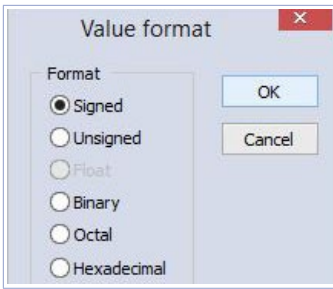 Value format
Format
Signed
OK
Unsigned
Cancel
Float
Binary
Octal
Hexadecimal